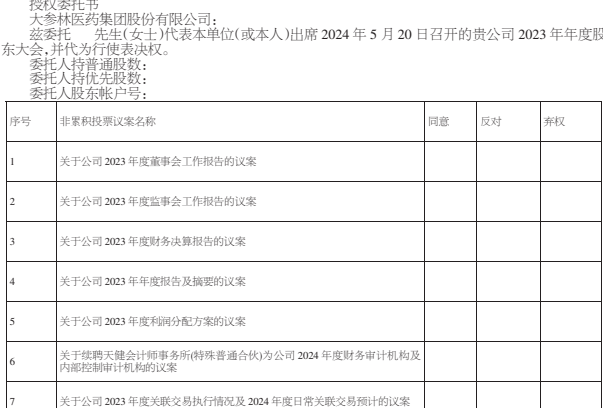 授权委托书
大参林医药集团股份有限公司：
兹委托 先生(女士)代表本单位(或本人)出席 2024 年 5 月 20 日召开的贵公司 2023 年年度股
东大会，并代为行使表决权。
委托人持普通股数：
委托人持优先股数：
委托人股东帐户号：
序号 非累积投票议案名称 同意 反对 弃权
1 关于公司 2023 年度董事会工作报告的议案
2 关于公司 2023 年度监事会工作报告的议案
3 关于公司 2023 年度财务决算报告的议案
4 关于公司 2023 年年度报告及摘要的议案
5 关于公司 2023 年度利润分配方案的议案
6 关于续聘天健会计师事务所(特殊普通合伙)为公司 2024 年度财务审计机构及
内部控制审计机构的议案
7 关于公司 2023 年度关联交易执行情况及 2024 年度日常关联交易预计的议案